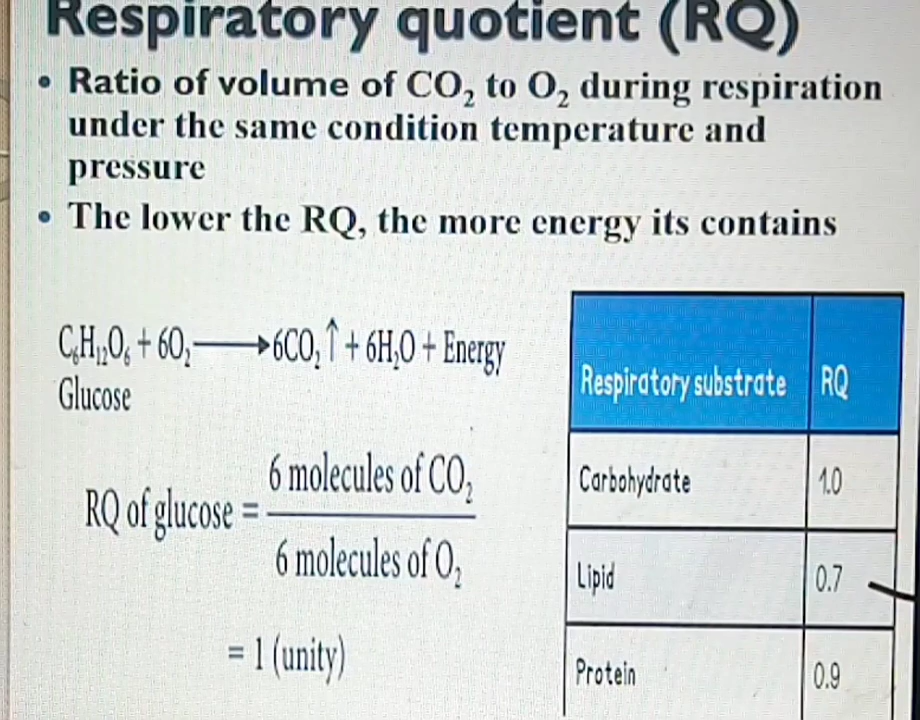 Respiratory quotient (RQ)
• Ratio of volume of CO₂ to O₂ during respiration
under the same condition temperature and
pressure
• The lower the RQ, the more energy its contains
C₆H₁₂O₆ + 6O₂ ⟶ 6CO₂ ↑ + 6H₂O + Energy
Glucose
RQ of glucose = 6 molecules of CO₂
6 molecules of O₂
= 1 (unity)
Respiratory substrate RQ
Carbohydrate 1.0
Lipid 0.7
Protein 0.9